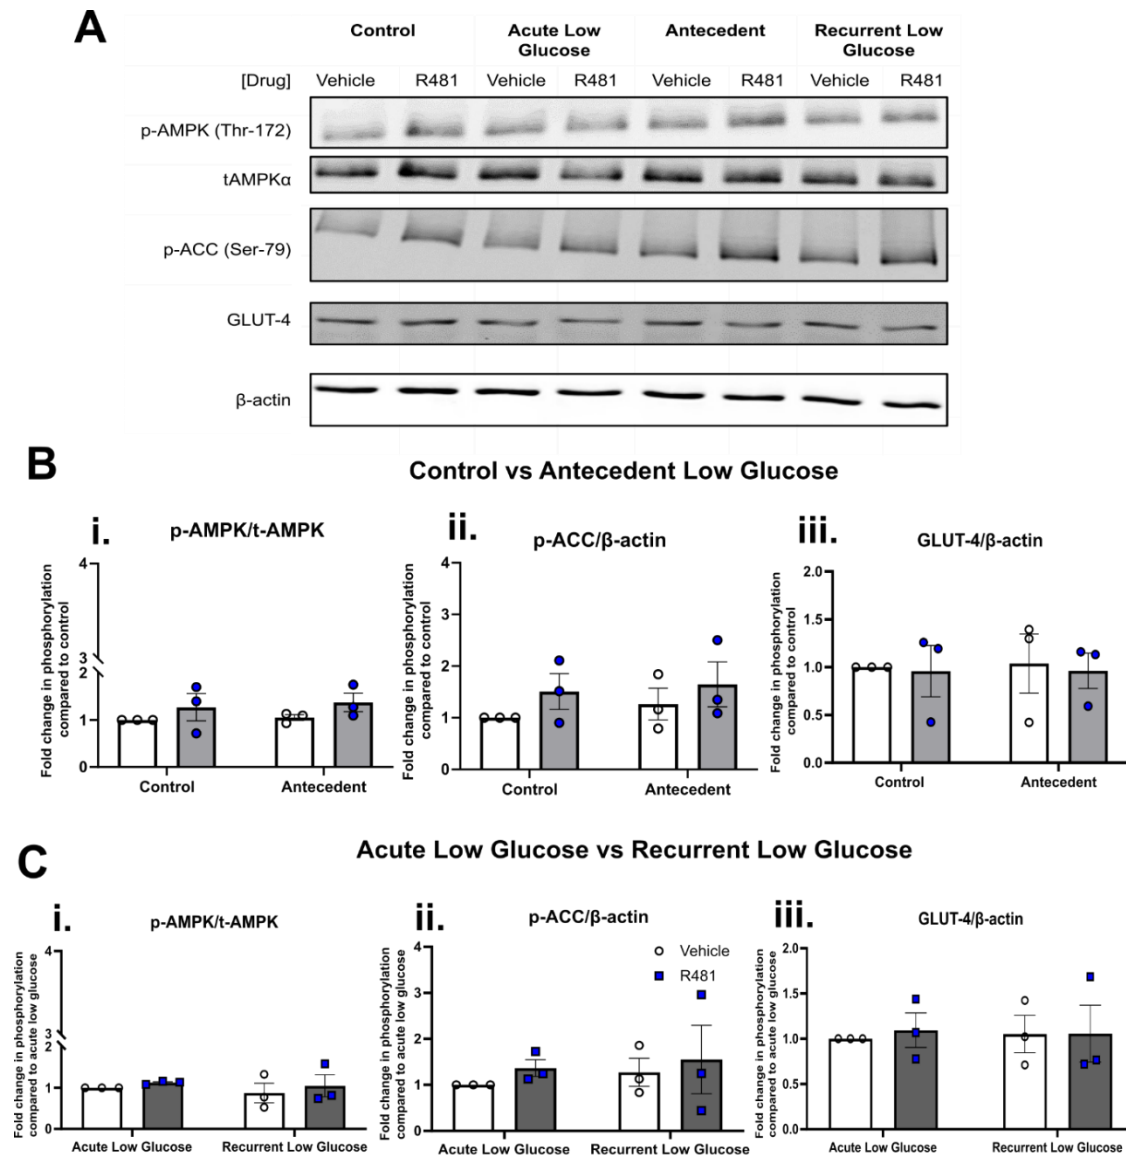 A
Control
Acute Low
Glucose
Antecedent
Recurrent Low
Glucose
[Drug] Vehicle R481 Vehicle R481 Vehicle R481 Vehicle R481
p-AMPK (Thr-172)
tAMPKα
p-ACC (Ser-79)
GLUT-4
β-actin
B
Control vs Antecedent Low Glucose
i.
p-AMPK/t-AMPK
Fold change in phosphorylation
compared to control
4
3
2
1
0
Control Antecedent
ii.
p-ACC/β-actin
Fold change in phosphorylation
compared to control
4
3
2
1
0
Control Antecedent
iii.
GLUT-4/β-actin
Fold change in phosphorylation
compared to control
2.0
1.5
1.0
0.5
0.0
Control Antecedent
C
Acute Low Glucose vs Recurrent Low Glucose
i.
p-AMPK/t-AMPK
Fold change in phosphorylation
compared to acute low glucose
4
3
2
1
0
Acute Low Glucose Recurrent Low Glucose
ii.
p-ACC/β-actin
Fold change in phosphorylation
compared to acute low glucose
4
3
2
1
0
Vehicle
R481
Acute Low Glucose Recurrent Low Glucose
iii.
GLUT-4/β-actin
Fold change in phosphorylation
compared to acute low glucose
2.0
1.5
1.0
0.5
0.0
Acute Low Glucose Recurrent Low Glucose